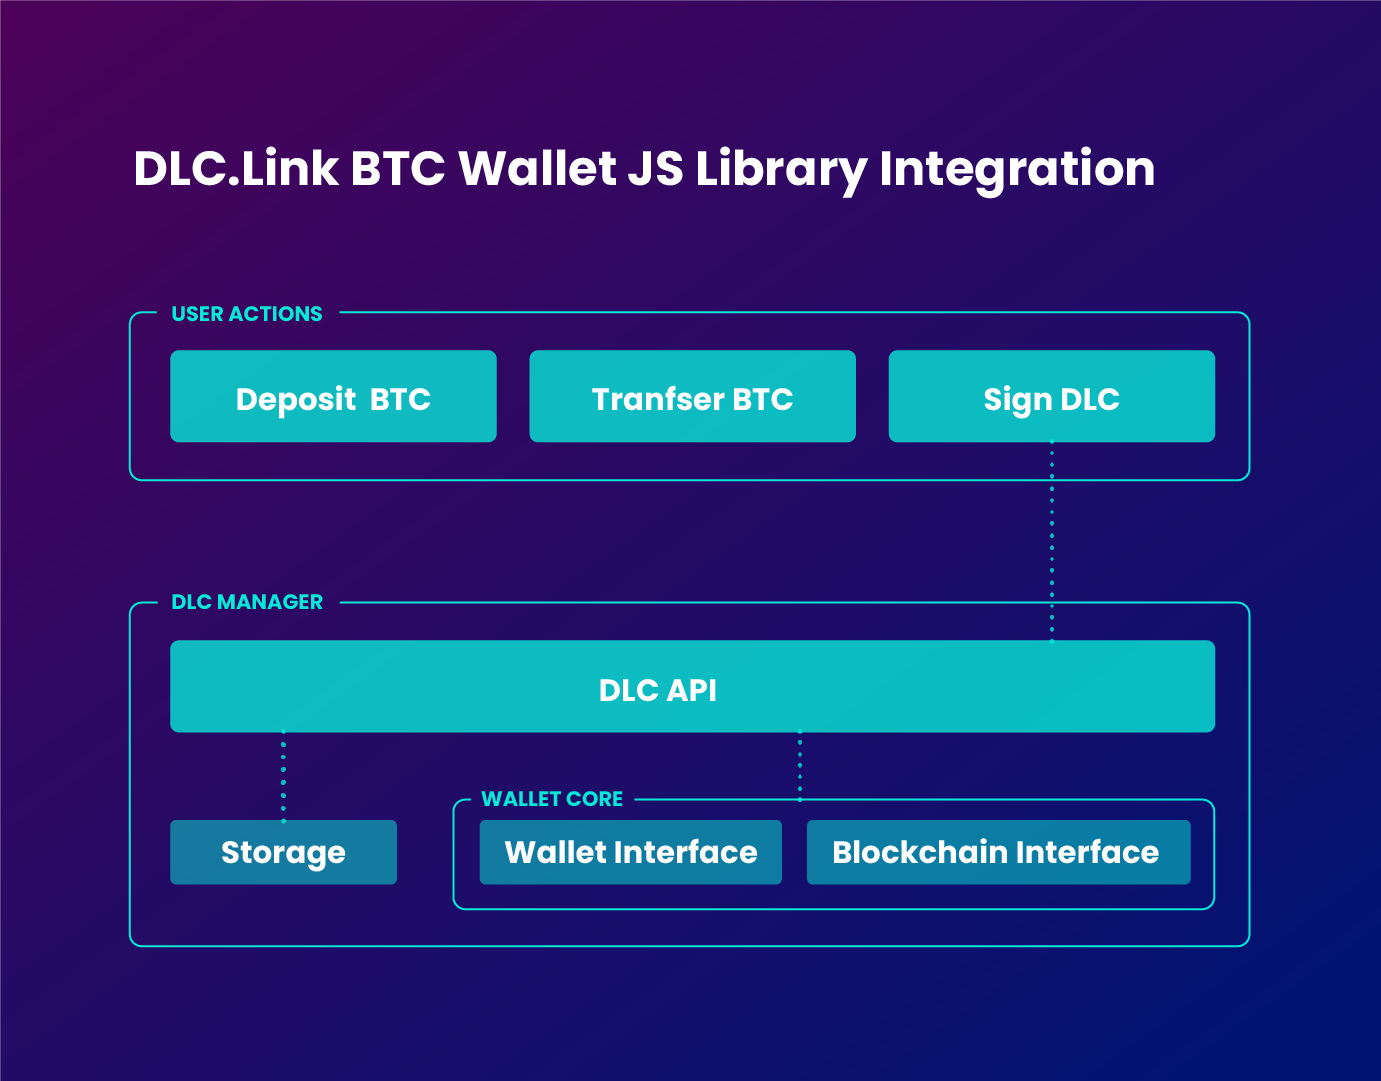 DLC.Link BTC Wallet JS Library Integration
USER ACTIONS
Deposit  BTC
Tranfser BTC
Sign DLC
DLC MANAGER
DLC API
WALLET CORE
Storage
Wallet Interface
Blockchain Interface